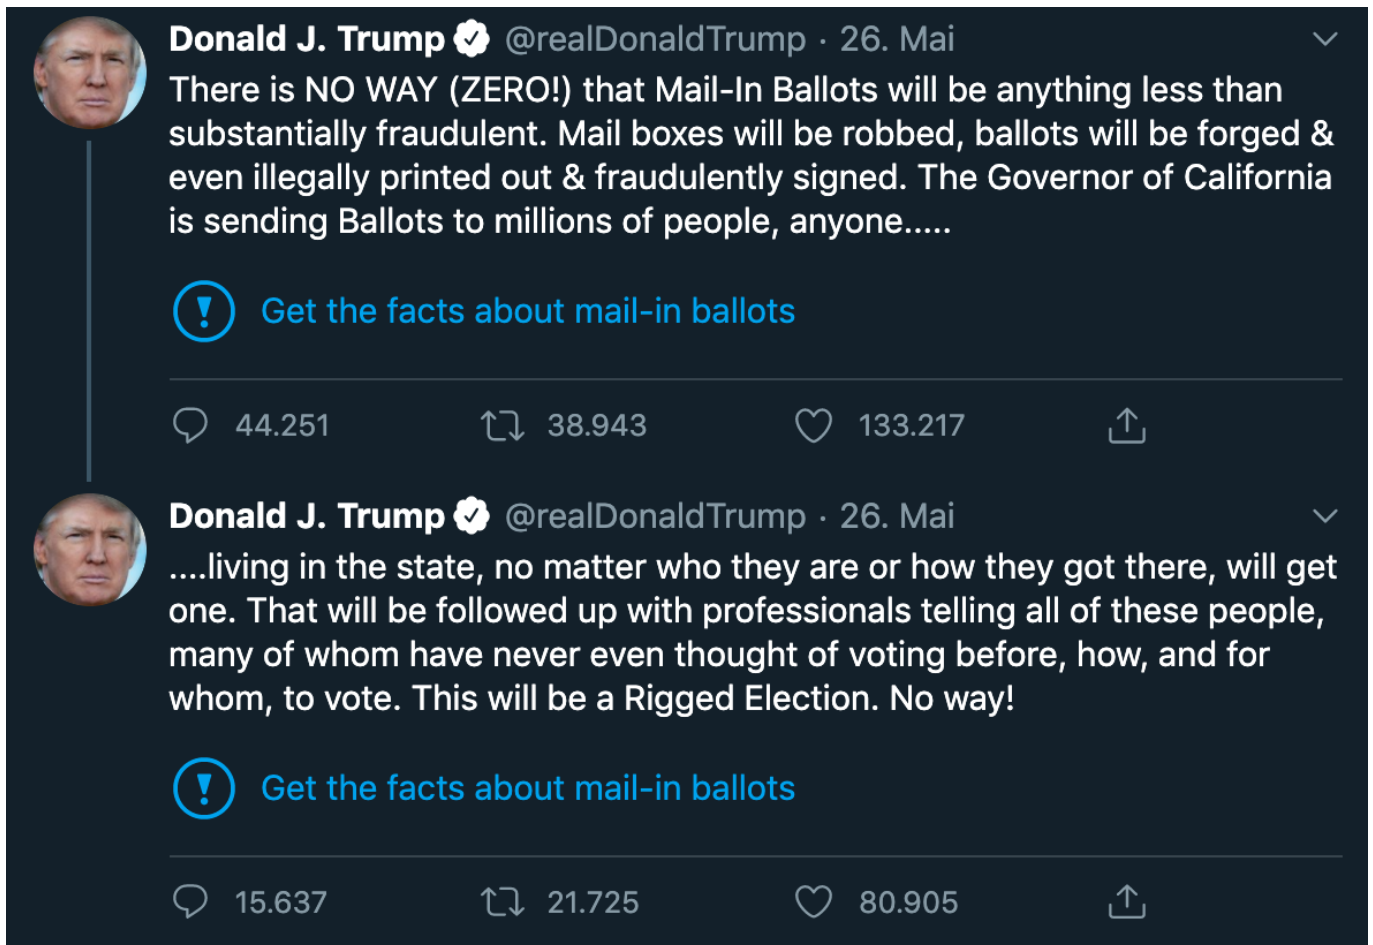 Donald J. Trump @realDonaldTrump · 26. Mai
There is NO WAY (ZERO!) that Mail-In Ballots will be anything less than
substantially fraudulent. Mail boxes will be robbed, ballots will be forged &
even illegally printed out & fraudulently signed. The Governor of California
is sending Ballots to millions of people, anyone.....
Get the facts about mail-in ballots
44.251 38.943 133.217
Donald J. Trump @realDonaldTrump · 26. Mai
....living in the state, no matter who they are or how they got there, will get
one. That will be followed up with professionals telling all of these people,
many of whom have never even thought of voting before, how, and for
whom, to vote. This will be a Rigged Election. No way!
Get the facts about mail-in ballots
15.637 21.725 80.905